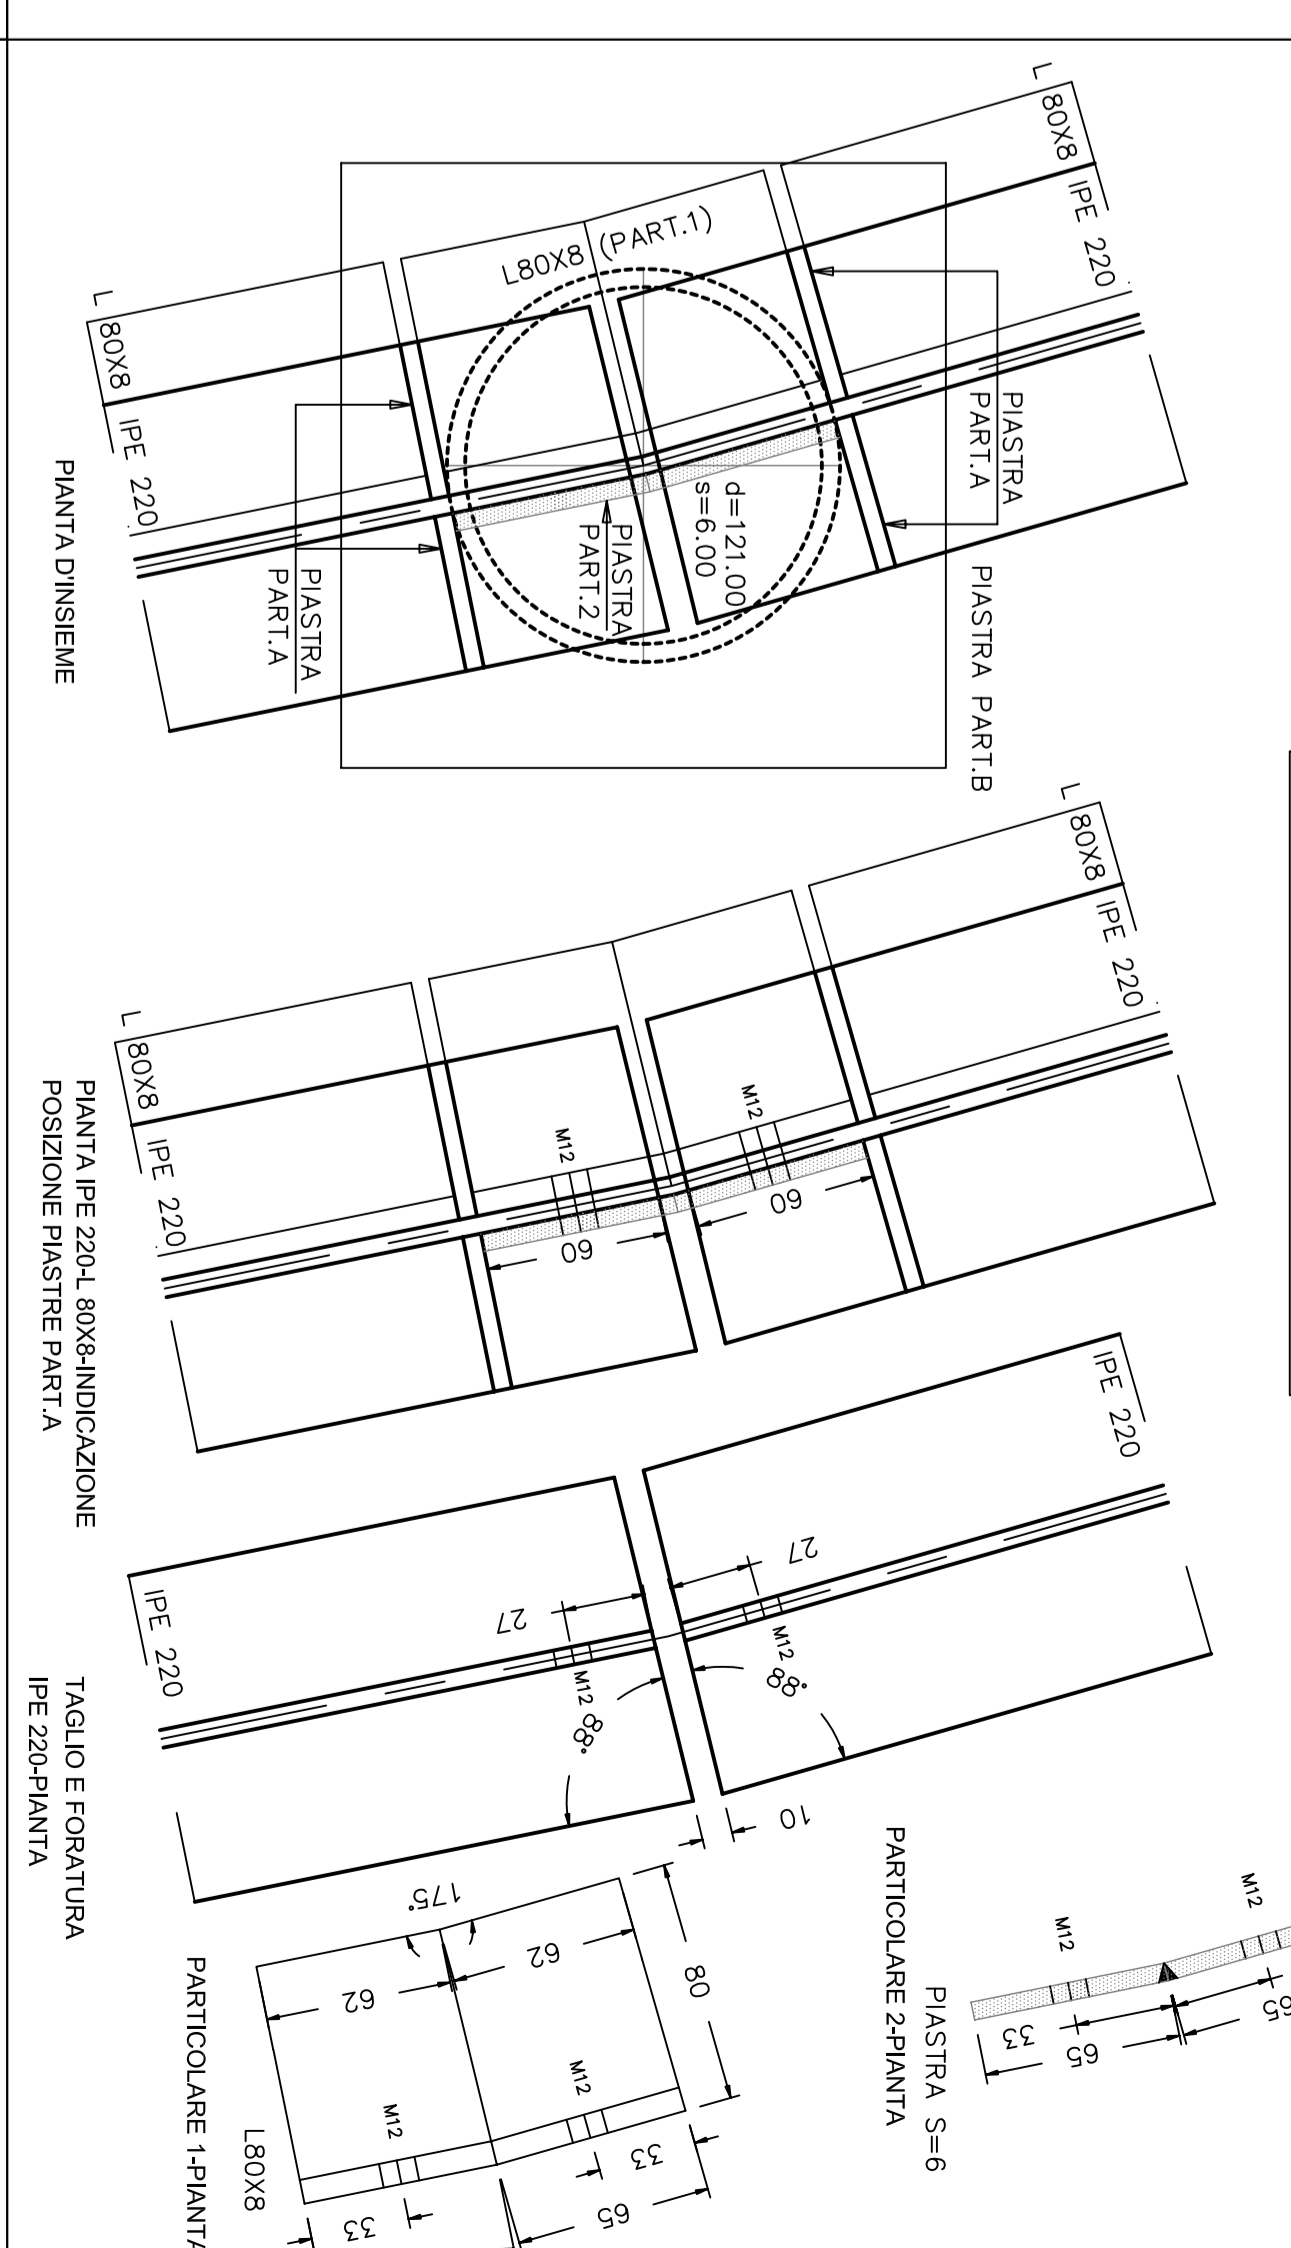 L 80X8
IPE 220
L80X8 (PART.1)
L 80X8
IPE 220
PIASTRA
PART.A
d=121.00
s=6.00
PIASTRA
PART.2
PIASTRA
PART.A
PIASTRA PART.B
PIANTA D'INSIEME
L 80X8
IPE 220
M12
60
L 80X8
IPE 220
M12
60
PIANTA IPE 220-L 80X8-INDICAZIONE
POSIZIONE PIASTRE PART.A
IPE 220
27
M12
88°
IPE 220
27
M12
88°
10
TAGLIO E FORATURA
IPE 220-PIANTA
M12
M12
65
65
33
PIASTRA S=6
PARTICOLARE 2-PIANTA
175°
62
62
80
M12
M12
33
65
33
L80X8
PARTICOLARE 1-PIANTA